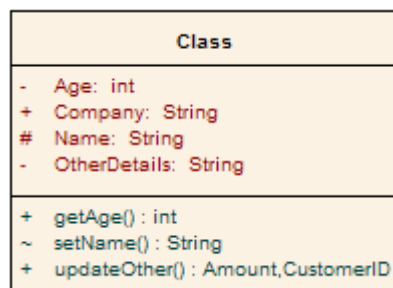 Class
- Age: int
+ Company: String
# Name: String
- OtherDetails: String
+ getAge() : int
~ setName() : String
+ updateOther() : Amount,CustomerID